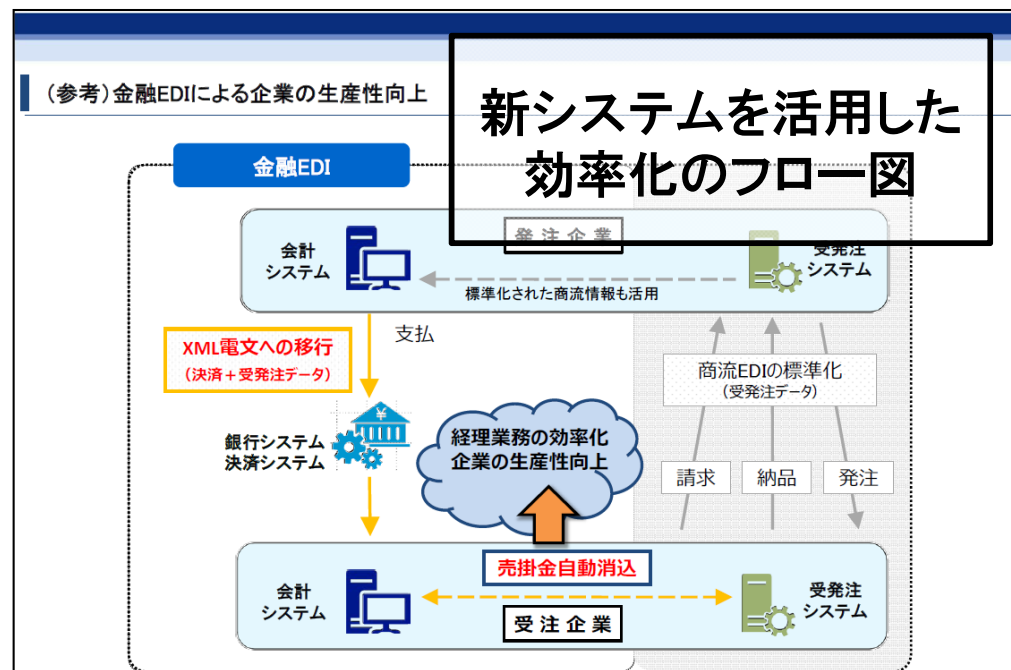 (参考)金融EDIによる企業の生産性向上
新システムを活用した
効率化のフロー図
金融EDI
発注企業
会計
システム
受発注
システム
標準化された商流情報も活用
XML電文への移行
(決済+受発注データ)
支払
商流EDIの標準化
(受発注データ)
¥
銀行システム
決済システム
経理業務の効率化
企業の生産性向上
請求
納品
発注
売掛金自動消込
会計
システム
受発注
システム
受注企業